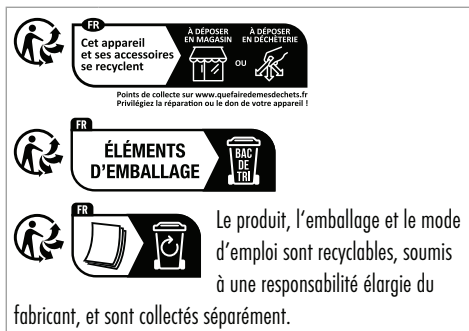 FR
Cet appareil
et ses accessoires
se recyclent
À DÉPOSER
EN MAGASIN
OU
À DÉPOSER
EN DÉCHÈTERIE
Points de collecte sur www.quefairedemesdechets.fr
Privilégiez la réparation ou le don de votre appareil !
FR
ÉLÉMENTS
D’EMBALLAGE
BAC
DE
TRI
FR
Le produit, l‘emballage et le mode
d‘emploi sont recyclables, soumis
à une responsabilité élargie du
fabricant, et sont collectés séparément.